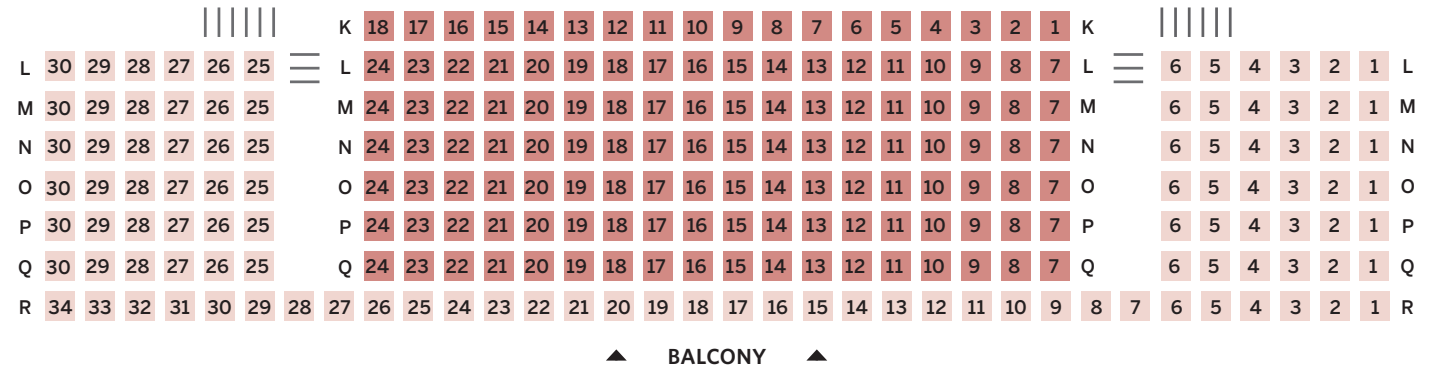 K 18 17 16 15 14 13 12 11 10 9 8 7 6 5 4 3 2 1 K
L 30 29 28 27 26 25 L 24 23 22 21 20 19 18 17 16 15 14 13 12 11 10 9 8 7 L 6 5 4 3 2 1 L
M 30 29 28 27 26 25 M 24 23 22 21 20 19 18 17 16 15 14 13 12 11 10 9 8 7 M 6 5 4 3 2 1 M
N 30 29 28 27 26 25 N 24 23 22 21 20 19 18 17 16 15 14 13 12 11 10 9 8 7 N 6 5 4 3 2 1 N
O 30 29 28 27 26 25 O 24 23 22 21 20 19 18 17 16 15 14 13 12 11 10 9 8 7 O 6 5 4 3 2 1 O
P 30 29 28 27 26 25 P 24 23 22 21 20 19 18 17 16 15 14 13 12 11 10 9 8 7 P 6 5 4 3 2 1 P
Q 30 29 28 27 26 25 Q 24 23 22 21 20 19 18 17 16 15 14 13 12 11 10 9 8 7 Q 6 5 4 3 2 1 Q
R 34 33 32 31 30 29 28 27 26 25 24 23 22 21 20 19 18 17 16 15 14 13 12 11 10 9 8 7 6 5 4 3 2 1 R
BALCONY